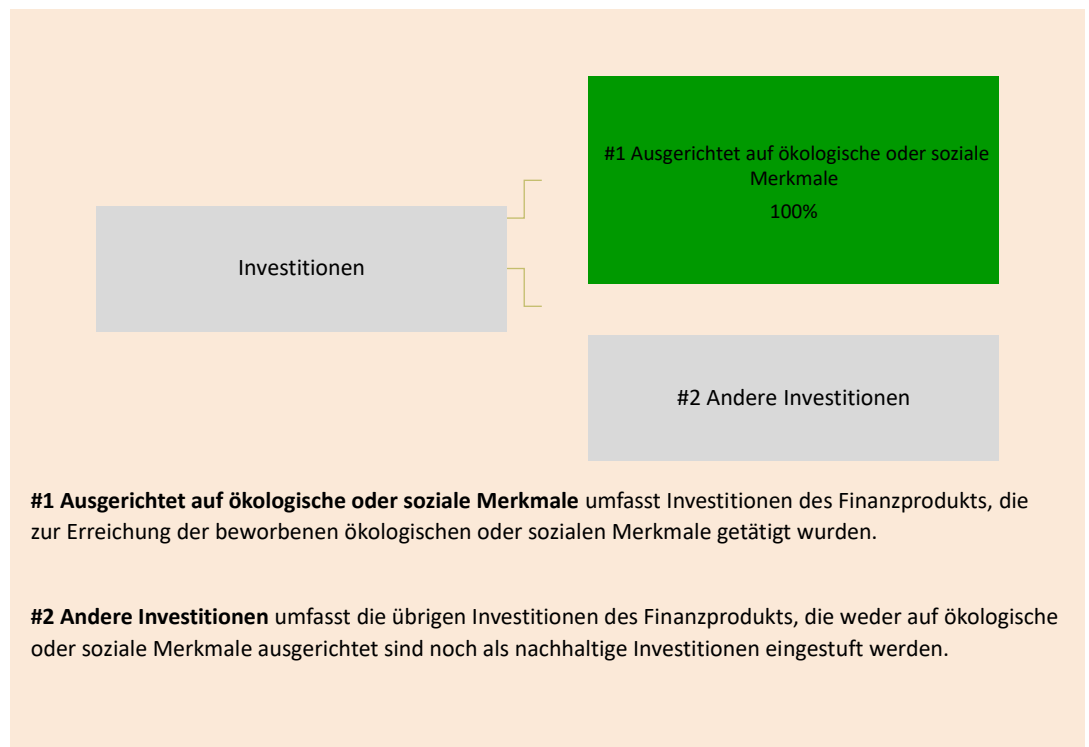 #1 Ausgerichtet auf ökologische oder soziale
Merkmale
100%
Investitionen
#2 Andere Investitionen
#1 Ausgerichtet auf ökologische oder soziale Merkmale umfasst Investitionen des Finanzprodukts, die
zur Erreichung der beworbenen ökologischen oder sozialen Merkmale getätigt wurden.
#2 Andere Investitionen umfasst die übrigen Investitionen des Finanzprodukts, die weder auf ökologische
oder soziale Merkmale ausgerichtet sind noch als nachhaltige Investitionen eingestuft werden.